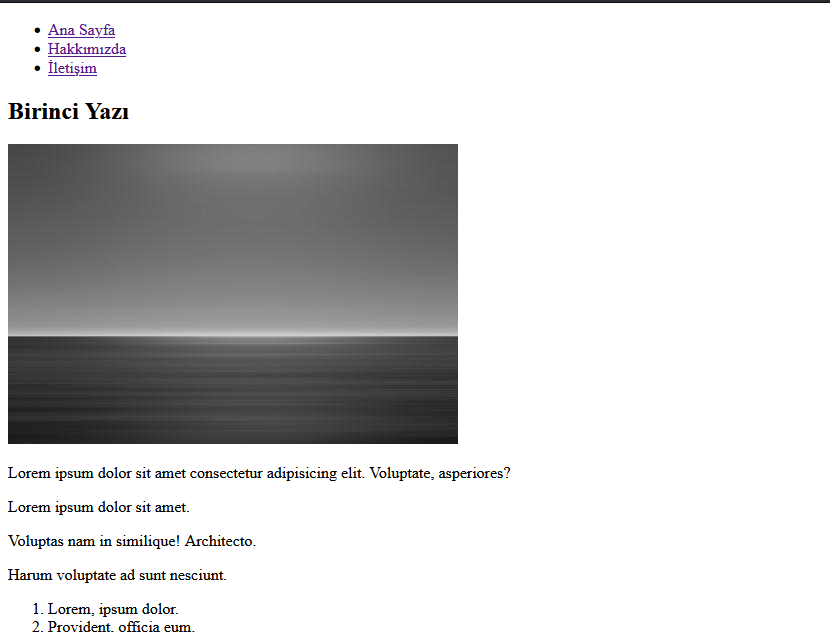 Ana Sayfa
Hakkımızda
İletişim
Birinci Yazı
Lorem ipsum dolor sit amet consectetur adipisicing elit. Voluptate, asperiores?
Lorem ipsum dolor sit amet.
Voluptas nam in similique! Architecto.
Harum voluptate ad sunt nesciunt.
1. Lorem, ipsum dolor.
2. Provident, officia eum.